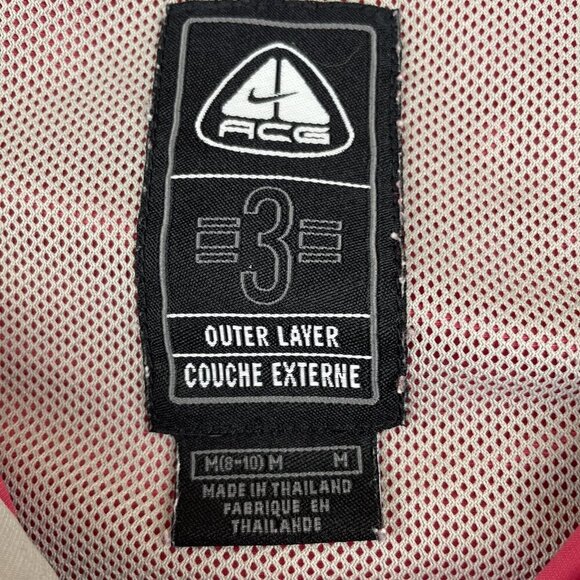 ACG
3
OUTER LAYER
COUCHE EXTERNE
M(8-10) M M
MADE IN THAILAND
FABRIQUE EN
THAILANDE